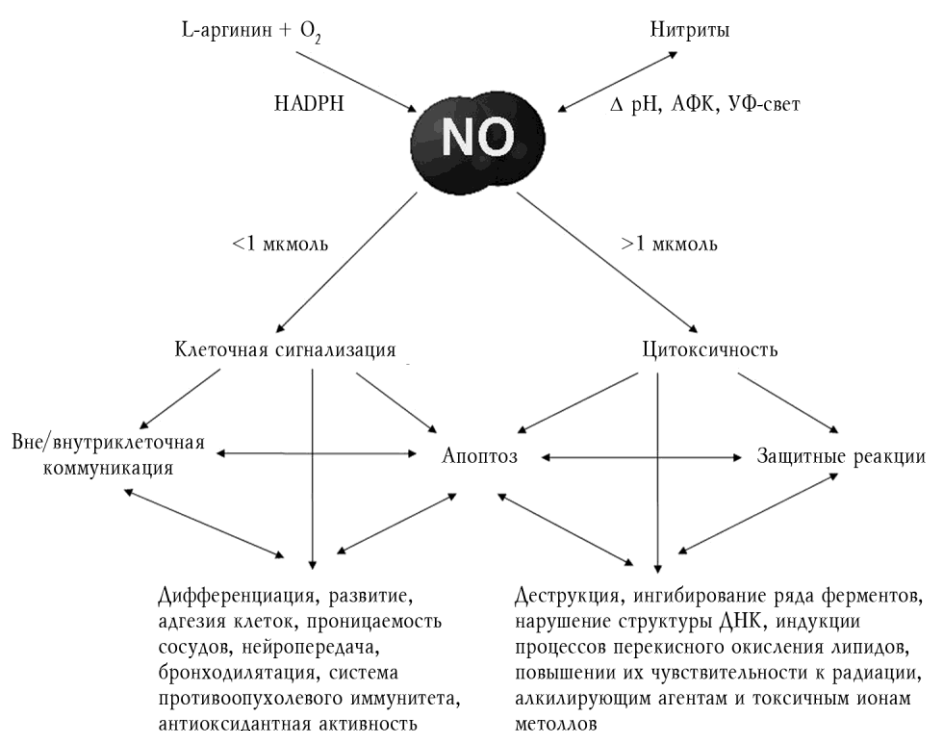 L-аргинин + O₂
Нитриты
НАDPH
Δ pH, АФК, УФ-свет
NO
<1 мкмоль
>1 мкмоль
Клеточная сигнализация
Цитоксичность
Вне/внутриклеточная
коммуникация
Апоптоз
Защитные реакции
Дифференциация, развитие,
адгезия клеток, проницаемость
сосудов, нейропередача,
бронходилятация, система
противоопухолевого иммунитета,
антиоксидантная активность
Деструкция, ингибирование ряда ферментов,
нарушение структуры ДНК, индукции
процессов перекисного окисления липидов,
повышении их чувствительности к радиации,
алкилирующим агентам и токсичным ионам
метоллов